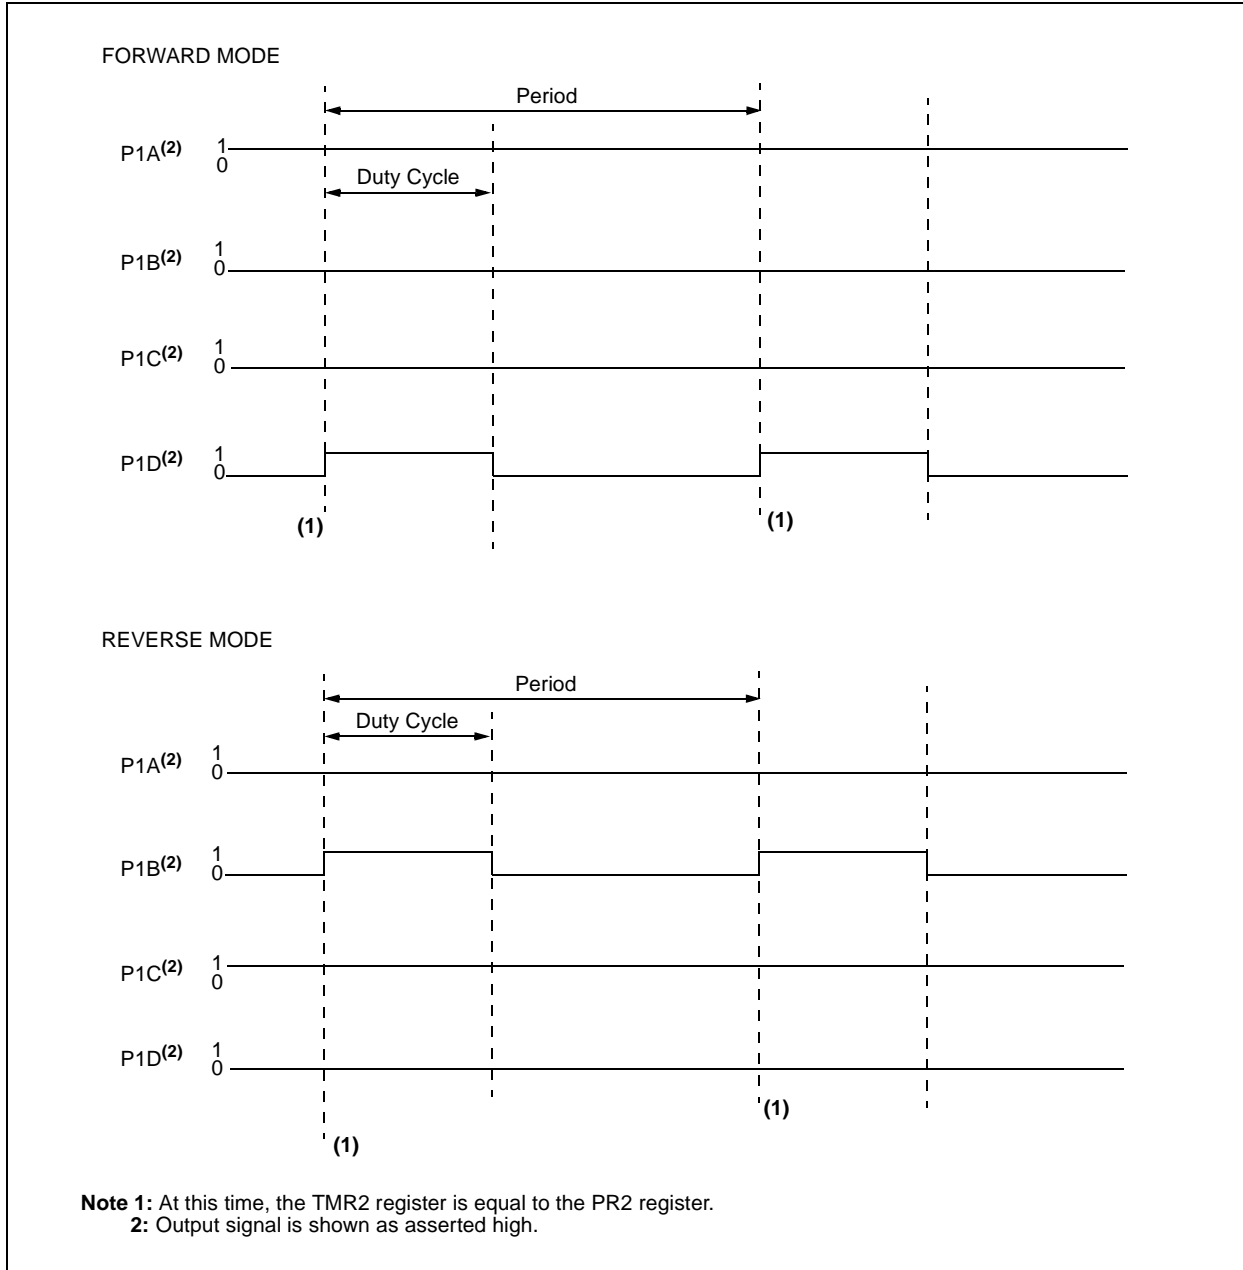 FORWARD MODE
Period
P1A(2) 1
0
Duty Cycle
P1B(2) 1
0
P1C(2) 1
0
P1D(2) 1
0
(1) (1)
REVERSE MODE
Period
Duty Cycle
P1A(2) 1
0
P1B(2) 1
0
P1C(2) 1
0
P1D(2) 1
0
(1)
(1)
Note 1: At this time, the TMR2 register is equal to the PR2 register.
2: Output signal is shown as asserted high.